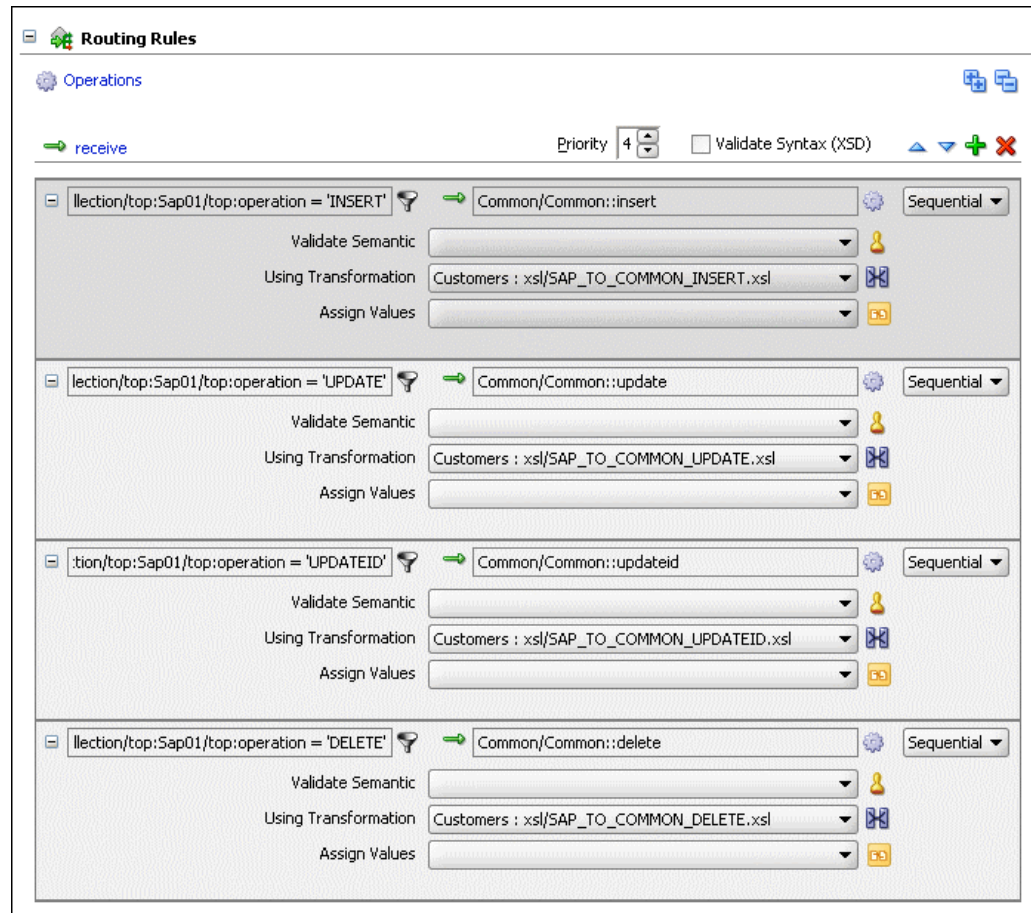 Routing Rules
Operations
receive Priority 4 Validate Syntax (XSD)
llection/top:Sap01/top:operation = 'INSERT' Common/Common::insert Sequential
Validate Semantic
Using Transformation Customers : xsl/SAP_TO_COMMON_INSERT.xsl
Assign Values
lection/top:Sap01/top:operation = 'UPDATE' Common/Common::update Sequential
Validate Semantic
Using Transformation Customers : xsl/SAP_TO_COMMON_UPDATE.xsl
Assign Values
:tion/top:Sap01/top:operation = 'UPDATEID' Common/Common::updateid Sequential
Validate Semantic
Using Transformation Customers : xsl/SAP_TO_COMMON_UPDATEID.xsl
Assign Values
llection/top:Sap01/top:operation = 'DELETE' Common/Common::delete Sequential
Validate Semantic
Using Transformation Customers : xsl/SAP_TO_COMMON_DELETE.xsl
Assign Values